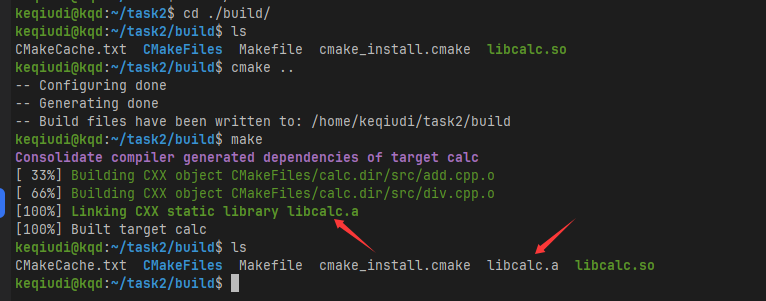 keqiudi@kqd:~/task2$ cd ./build/
keqiudi@kqd:~/task2/build$ ls
CMakeCache.txt  CMakeFiles  Makefile  cmake_install.cmake  libcalc.so
keqiudi@kqd:~/task2/build$ cmake ..
-- Configuring done
-- Generating done
-- Build files have been written to: /home/keqiudi/task2/build
keqiudi@kqd:~/task2/build$ make
Consolidate compiler generated dependencies of target calc
[ 33%] Building CXX object CMakeFiles/calc.dir/src/add.cpp.o
[ 66%] Building CXX object CMakeFiles/calc.dir/src/div.cpp.o
[100%] Linking CXX static library libcalc.a
[100%] Built target calc
keqiudi@kqd:~/task2/build$ ls
CMakeCache.txt  CMakeFiles  Makefile  cmake_install.cmake  libcalc.a  libcalc.so
keqiudi@kqd:~/task2/build$